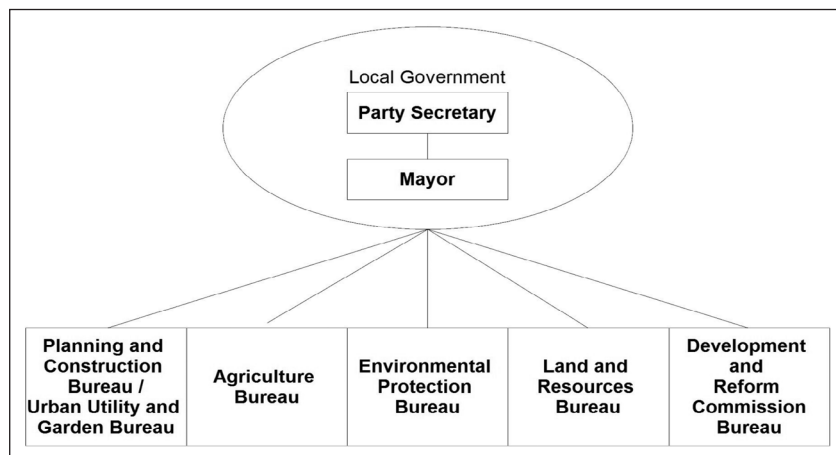 Local Government
Party Secretary
Mayor
Planning and
Construction
Bureau /
Urban Utility and
Garden Bureau
Agriculture
Bureau
Environmental
Protection
Bureau
Land and
Resources
Bureau
Development
and
Reform
Commission
Bureau